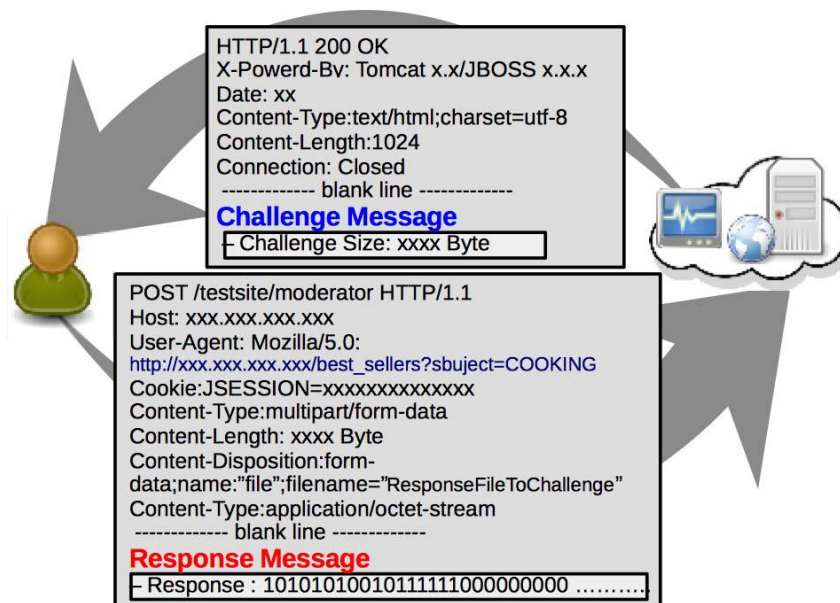 HTTP/1.1 200 OK
X-Powerd-By: Tomcat x.x/JBOSS x.x.x
Date: xx
Content-Type:text/html;charset=utf-8
Content-Length:1024
Connection: Closed
------------- blank line -------------
Challenge Message
– Challenge Size: xxxx Byte
POST /testsite/moderator HTTP/1.1
Host: xxx.xxx.xxx.xxx
User-Agent: Mozilla/5.0:
http://xxx.xxx.xxx.xxx/best_sellers?sbuject=COOKING
Cookie:JSESSION=xxxxxxxxxxxxxx
Content-Type:multipart/form-data
Content-Length: xxxx Byte
Content-Disposition:form-
data;name:”file”;filename=”ResponseFileToChallenge”
Content-Type:application/octet-stream
------------- blank line -------------
Response Message
– Response : 101010100101111111000000000 ………..